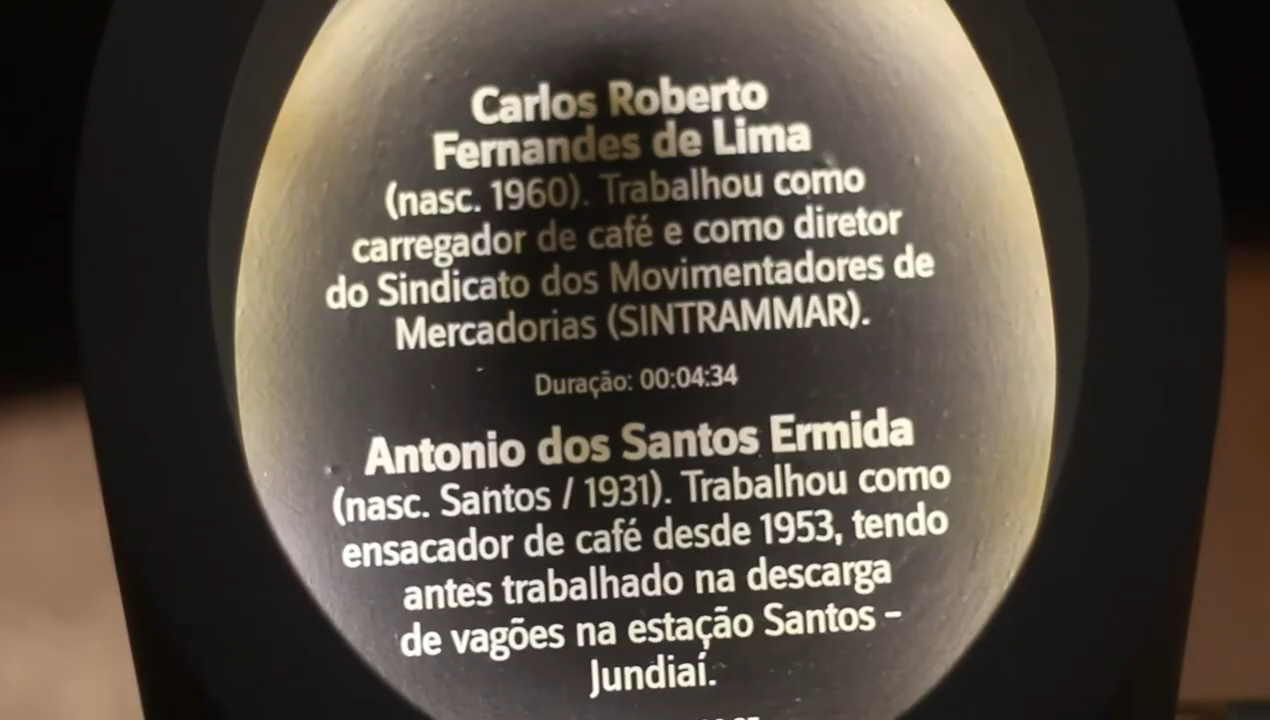 Carlos Roberto
Fernandes de Lima
(nasc. 1960). Trabalhou como
carregador de café e como diretor
do Sindicato dos Movimentadores de
Mercadorias (SINTRAMMAR).
Duração: 00:04:34
Antonio dos Santos Ermida
(nasc. Santos / 1931). Trabalhou como
ensacador de café desde 1953, tendo
antes trabalhado na descarga
de vagões na estação Santos –
Jundiaí.